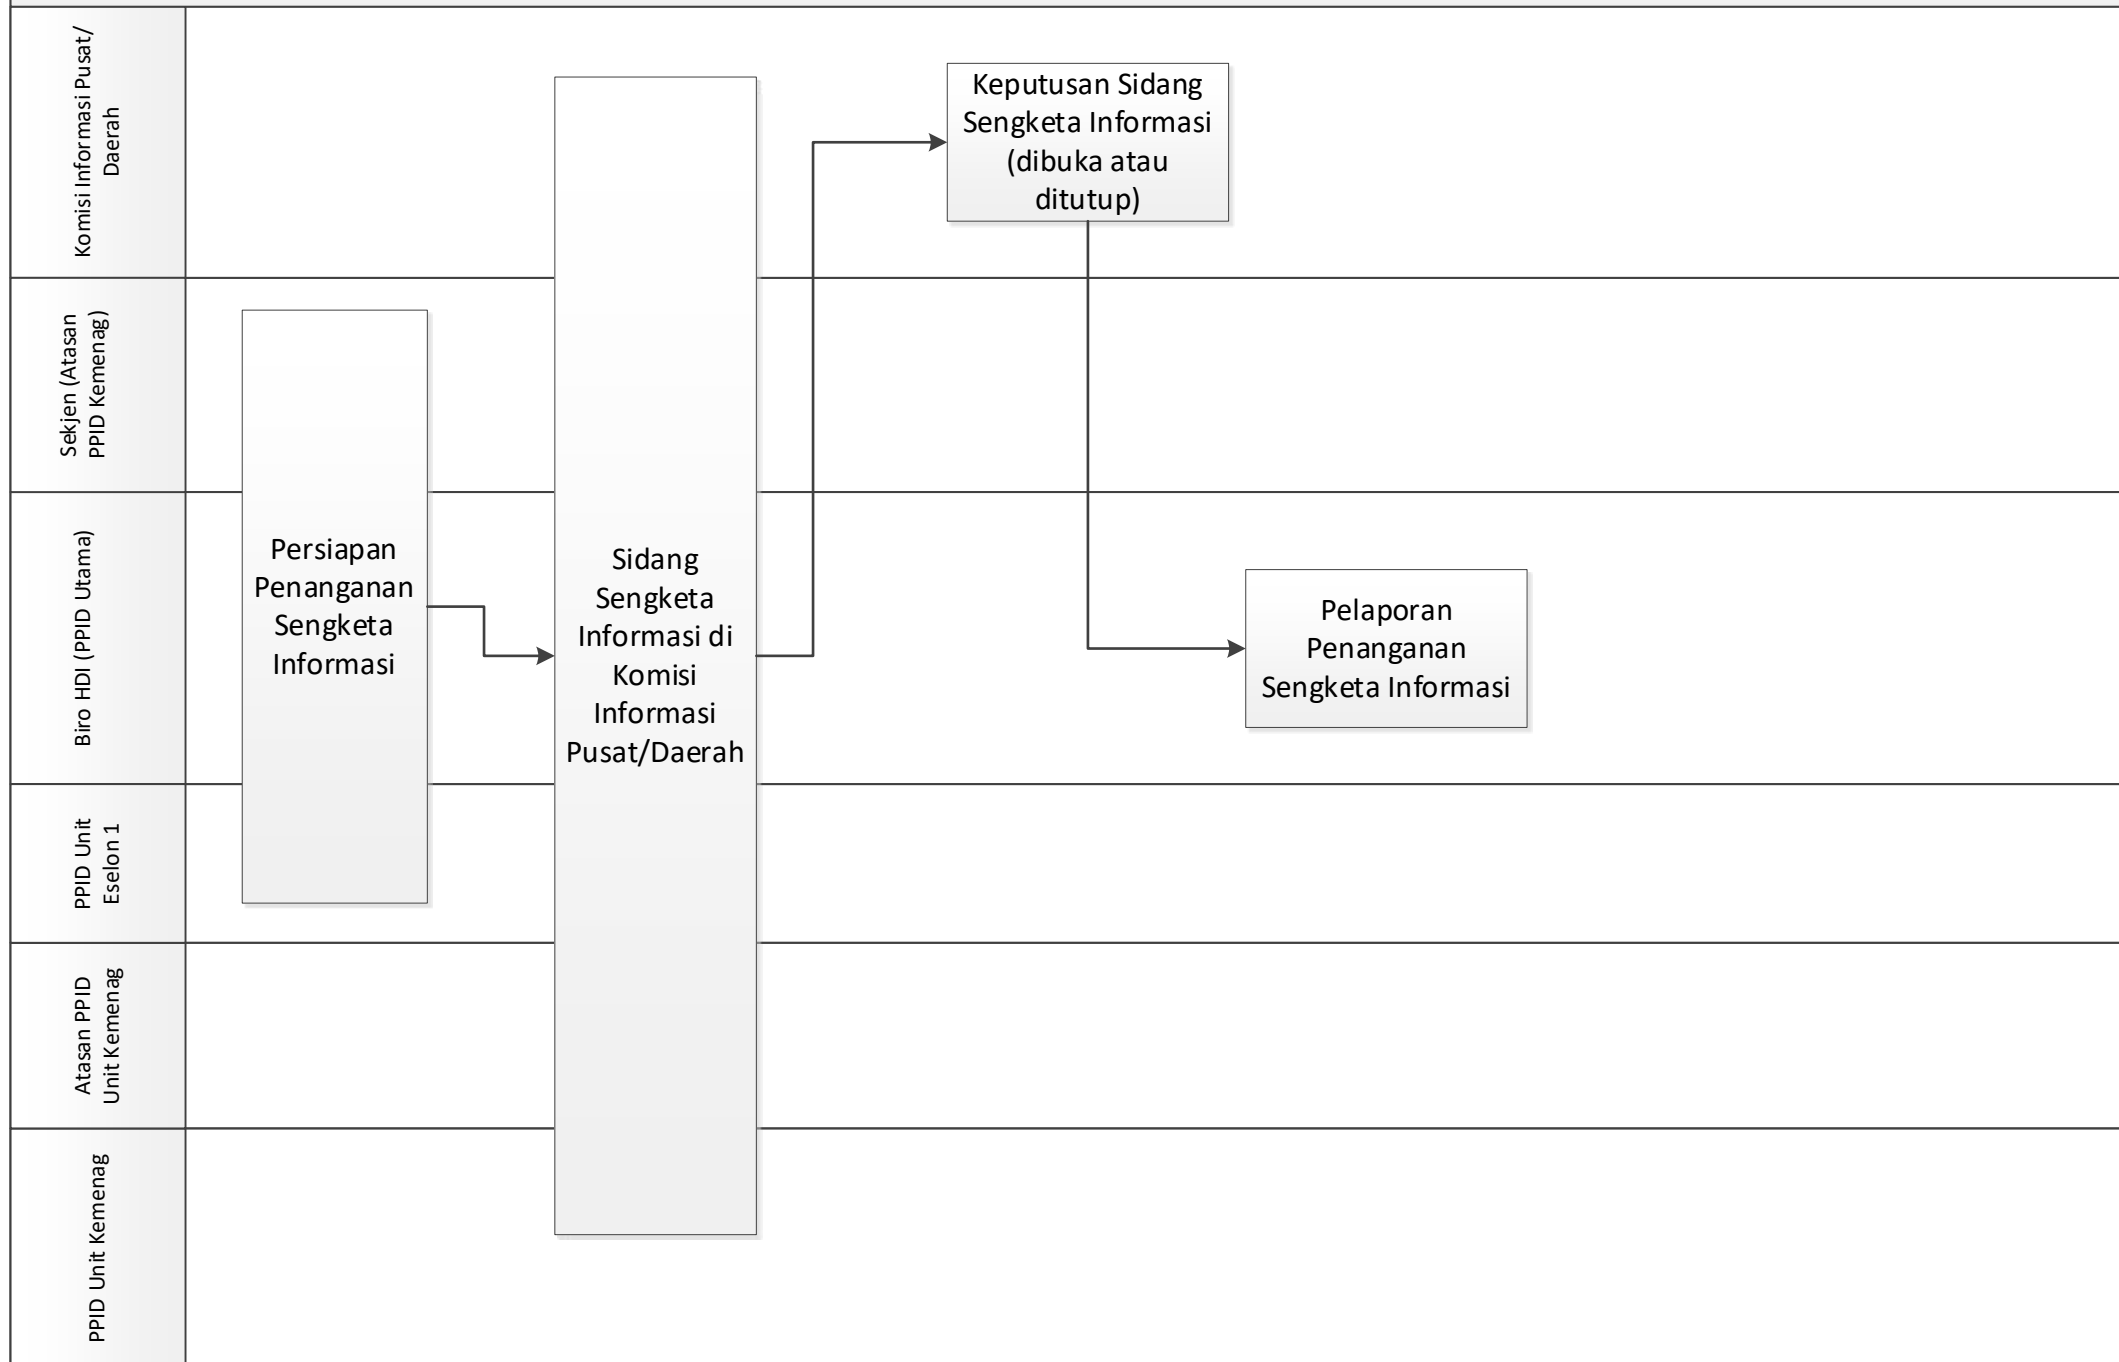 Komisi Informasi Pusat/
Daerah
Keputusan Sidang
Sengketa Informasi
(dibuka atau
ditutup)
Sekjen (Atasan
PPID Kemenag)
Biro HDI (PPID Utama)
Persiapan
Penanganan
Sengketa
Informasi
Sidang
Sengketa
Informasi di
Komisi
Informasi
Pusat/Daerah
Pelaporan
Penanganan
Sengketa Informasi
PPID Unit
Eselon 1
Atasan PPID
Unit Kemenag
PPID Unit Kemenag